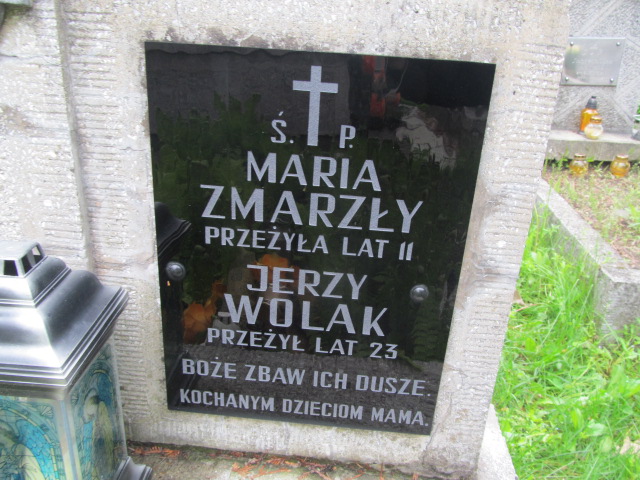 Ś. P.
MARIA
ZMARZŁY
PRZEŻYŁA LAT 11
JERZY
WOLAK
PRZEŻYŁ LAT 23
BOŻE ZBAW ICH DUSZE.
KOCHANYM DZIECIOM MAMA.